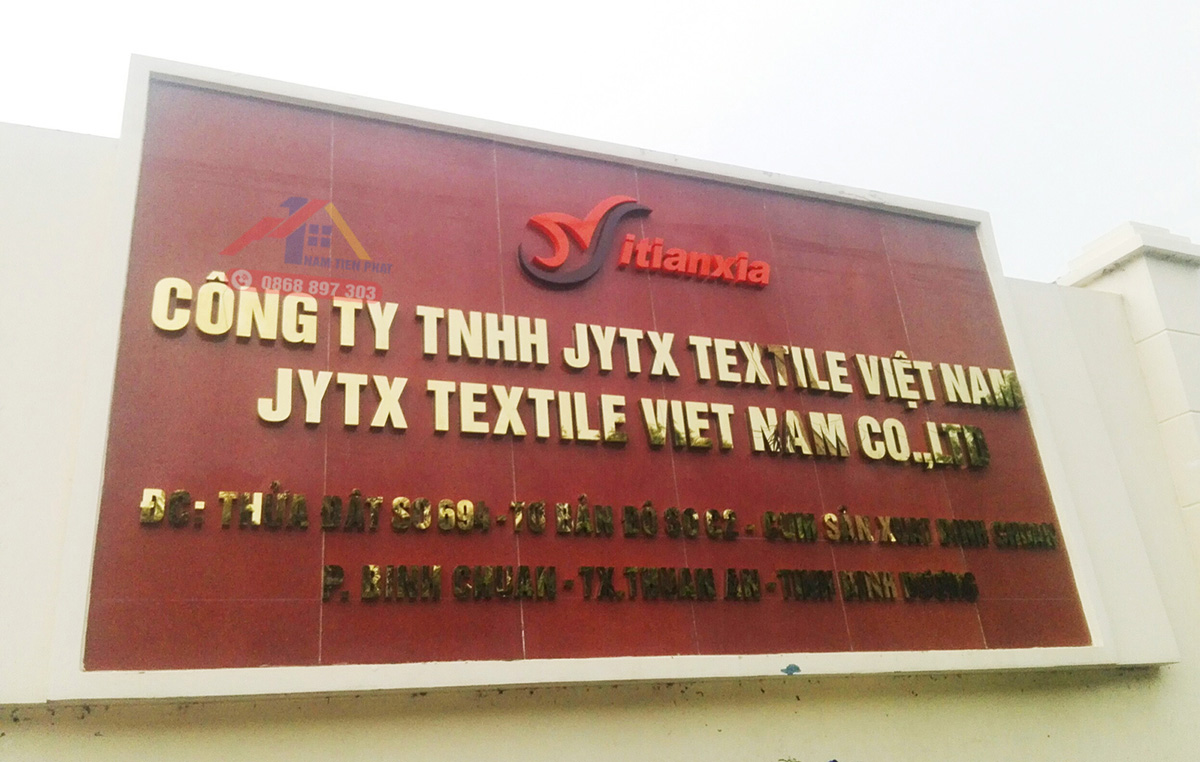 Yitianxia
NAM TIEN PHAT
0868 897 303
CÔNG TY TNHH JYTX TEXTILE VIỆT NAM
JYTX TEXTILE VIET NAM CO.,LTD
ĐC: THỬA ĐẤT SỐ 694 - TỜ BẢN ĐỒ SỐ C2 - CỤM SẢN XUẤT BÌNH CHUẨN
P. BÌNH CHUẨN - TX.THUẬN AN - TỈNH BÌNH DƯƠNG